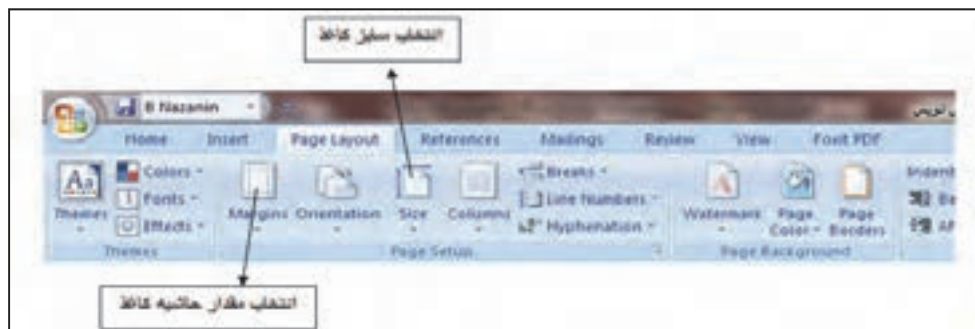 انتخاب سایز کاغذ
B Nazanin
Home Insert Page Layout References Mailings Review View Foxit PDF
Aa Themes
Colors
Fonts
Effects
Margins Orientation Size Columns
Breaks
Line Numbers
Hyphenation
Watermark Page Color Page Borders
Indent
Themes Page Setup Page Background
انتخاب مقدار حاشیه کاغذ